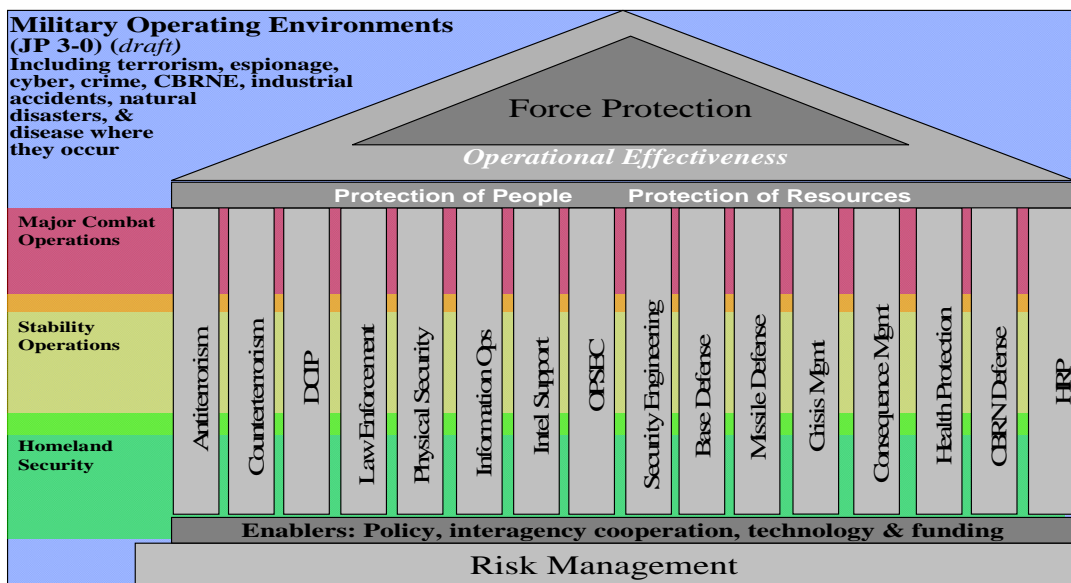 Military Operating Environments
(JP 3-0) (draft)
Including terrorism, espionage,
cyber, crime, CBRNE, industrial
accidents, natural
disasters, &
disease where
they occur
Force Protection
Operational Effectiveness
Protection of People Protection of Resources
Major Combat
Operations
Stability
Operations
Homeland
Security
Antiterrorism
Counterterrorism
DCIP
Law Enforcement
Physical Security
Information Ops
Intel Support
OPSEC
Security Engineering
Base Defense
Missile Defense
Crisis Mgmt
Consequence Mgmt
Health Protection
CBRN Defense
HRP
Enablers: Policy, interagency cooperation, technology & funding
Risk Management